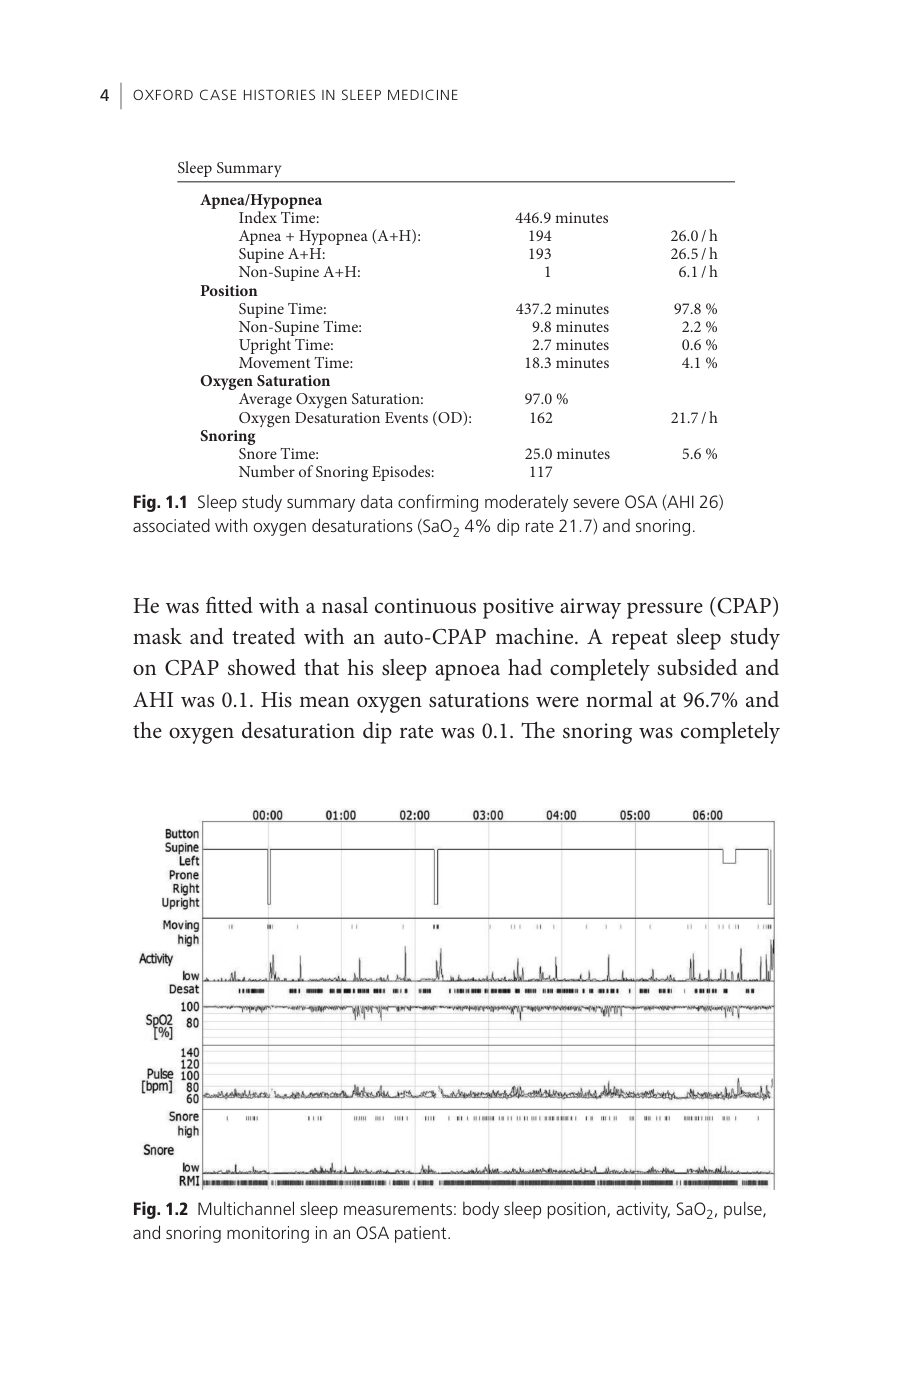 4 OXFORD CASE HISTORIES IN SLEEP MEDICINE
Sleep Summary
Apnea/Hypopnea
Index Time: 446.9 minutes
Apnea + Hypopnea (A+H): 194 26.0 / h
Supine A+H: 193 26.5 / h
Non-Supine A+H: 1 6.1 / h
Position
Supine Time: 437.2 minutes 97.8 %
Non-Supine Time: 9.8 minutes 2.2 %
Upright Time: 2.7 minutes 0.6 %
Movement Time: 18.3 minutes 4.1 %
Oxygen Saturation
Average Oxygen Saturation: 97.0 %
Oxygen Desaturation Events (OD): 162 21.7 / h
Snoring
Snore Time: 25.0 minutes 5.6 %
Number of Snoring Episodes: 117
Fig. 1.1 Sleep study summary data confirming moderately severe OSA (AHI 26)
associated with oxygen desaturations (SaO2 4% dip rate 21.7) and snoring.
He was fitted with a nasal continuous positive airway pressure (CPAP)
mask and treated with an auto-CPAP machine. A repeat sleep study
on CPAP showed that his sleep apnoea had completely subsided and
AHI was 0.1. His mean oxygen saturations were normal at 96.7% and
the oxygen desaturation dip rate was 0.1. The snoring was completely
00:00 01:00 02:00 03:00 04:00 05:00 06:00
Button
Supine
Left
Prone
Right
Upright
Moving
high
Activity
low
Desat
100
SpO2 80
[%]
140
120
Pulse 100
[bpm] 80
60
Snore
high
Snore
low
RMI
Fig. 1.2 Multichannel sleep measurements: body sleep position, activity, SaO2, pulse,
and snoring monitoring in an OSA patient.